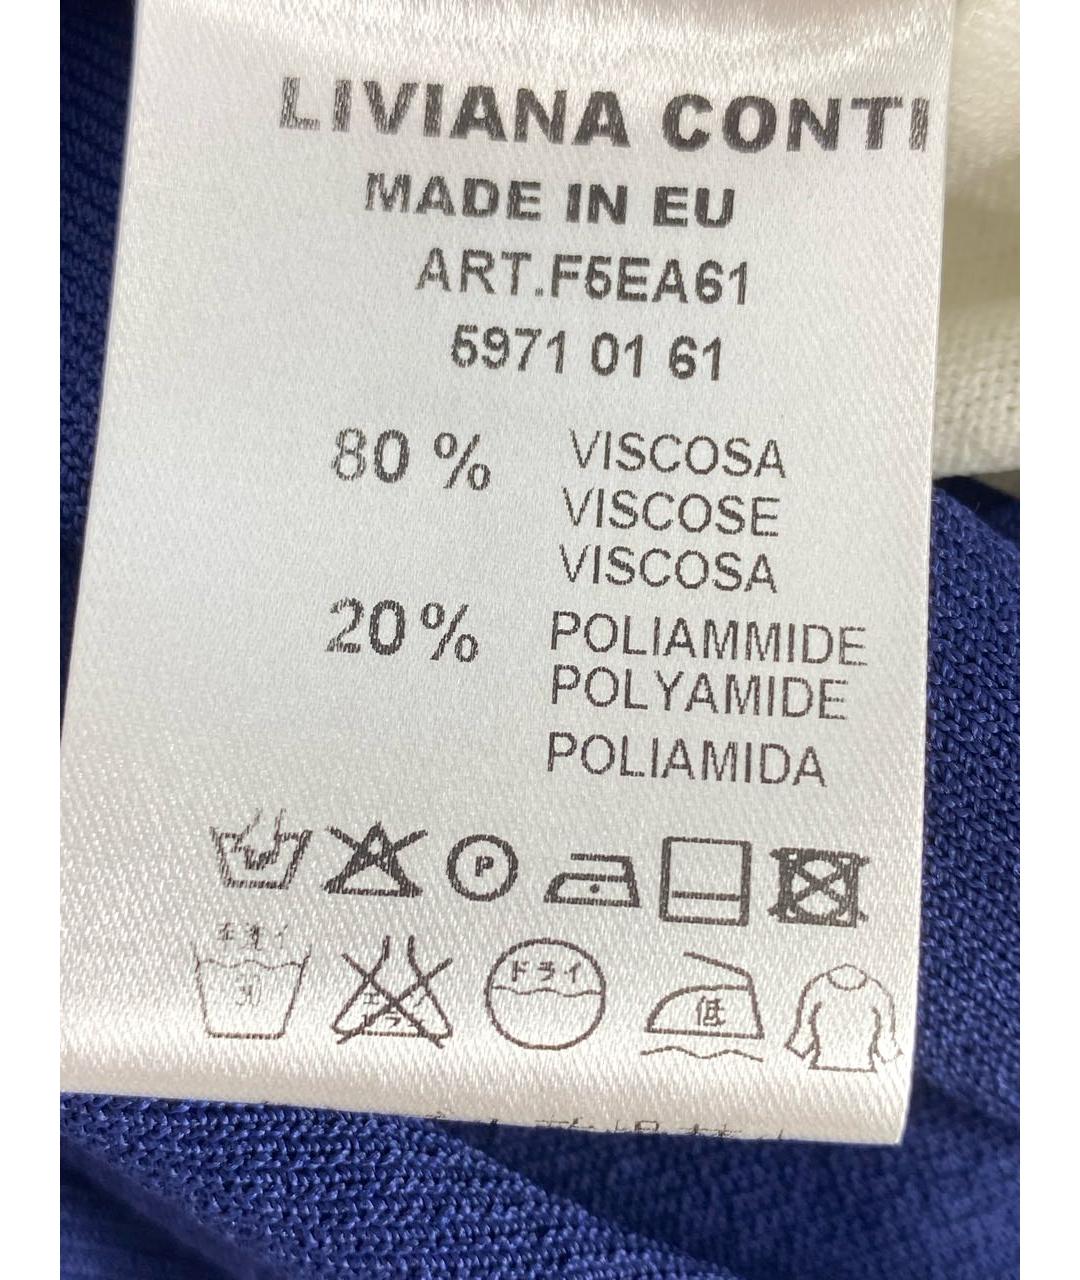 LIVIANA CONTI
MADE IN EU
ART.F5EA61
5971 01 61
80 % VISCOSA
VISCOSE
VISCOSA
20% POLIAMMIDE
POLYAMIDE
POLIAMIDA
P
30
ドライ
低